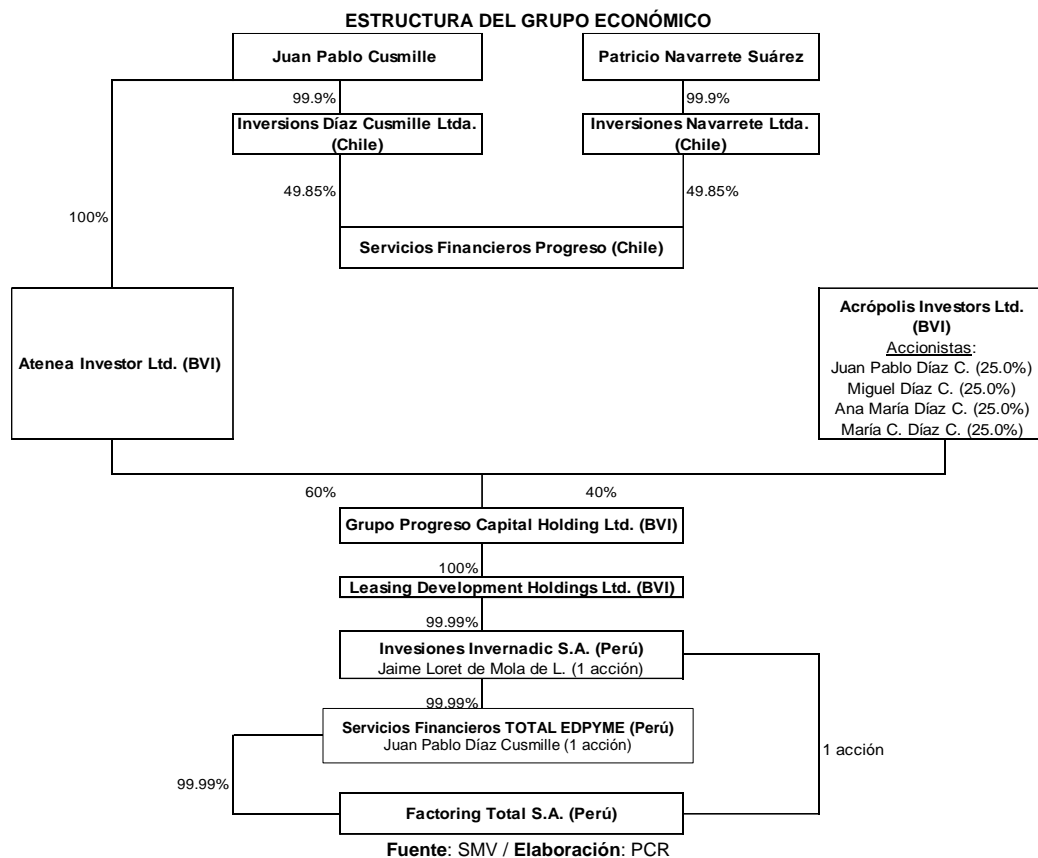 ESTRUCTURA DEL GRUPO ECONÓMICO
Juan Pablo Cusmille
Patricio Navarrete Suárez
99.9%
99.9%
Inversions Díaz Cusmille Ltda.
(Chile)
Inversiones Navarrete Ltda.
(Chile)
49.85%
49.85%
100%
Servicios Financieros Progreso (Chile)
Atenea Investor Ltd. (BVI)
Acrópolis Investors Ltd.
(BVI)
Accionistas:
Juan Pablo Díaz C. (25.0%)
Miguel Díaz C. (25.0%)
Ana María Díaz C. (25.0%)
María C. Díaz C. (25.0%)
60%
40%
Grupo Progreso Capital Holding Ltd. (BVI)
100%
Leasing Development Holdings Ltd. (BVI)
99.99%
Invesiones Invernadic S.A. (Perú)
Jaime Loret de Mola de L. (1 acción)
99.99%
Servicios Financieros TOTAL EDPYME (Perú)
Juan Pablo Díaz Cusmille (1 acción)
1 acción
99.99%
Factoring Total S.A. (Perú)
Fuente: SMV / Elaboración: PCR